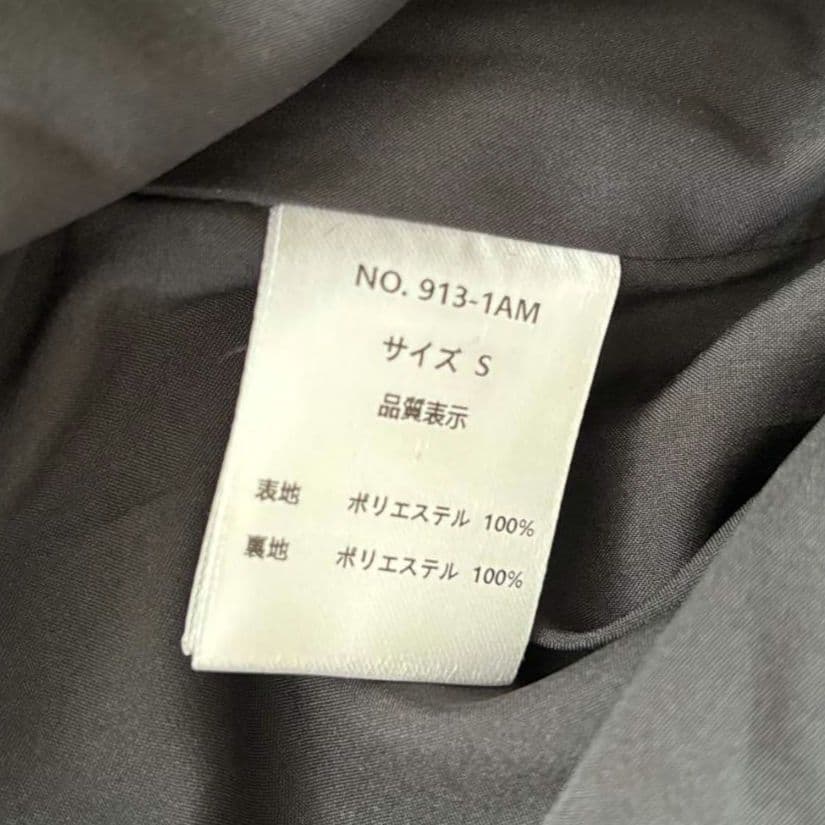 NO. 913-1AM
サイズ S
品質表示
表地 ポリエステル 100%
裏地 ポリエステル 100%